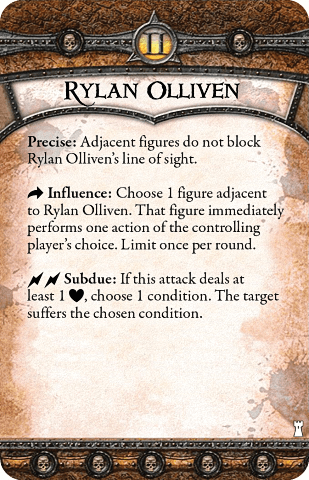 II
RYLAN OLLIVEN
Precise: Adjacent figures do not block
Rylan Olliven's line of sight.
Influence: Choose 1 figure adjacent
to Rylan Olliven. That figure immediately
performs one action of the controlling
player's choice. Limit once per round.
Subdue: If this attack deals at
least 1 ♥, choose 1 condition. The target
suffers the chosen condition.